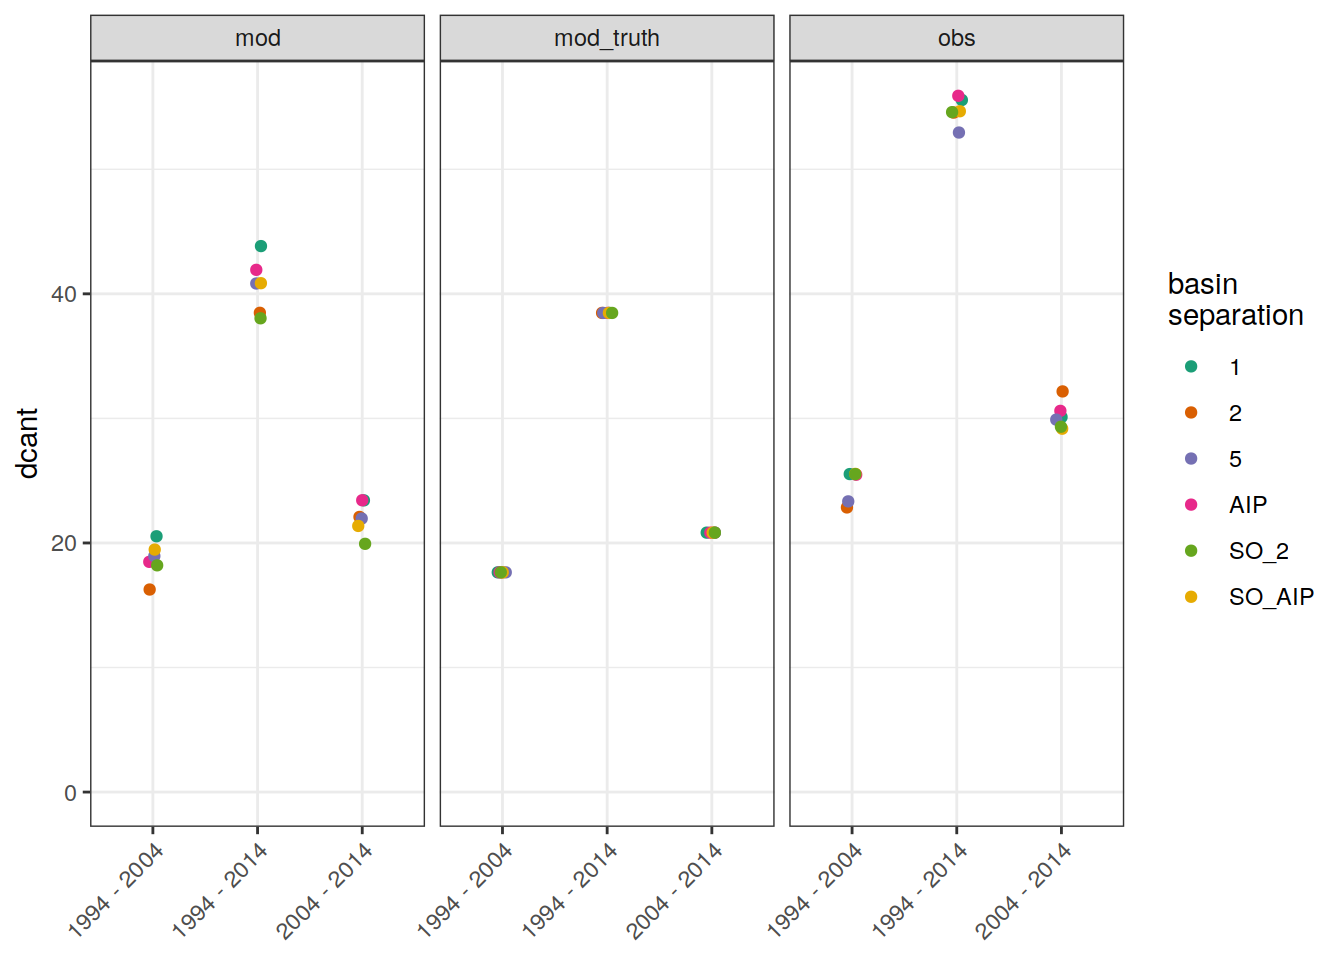 mod
mod_truth
obs
dcant
40
20
0
1994 - 2004
1994 - 2014
2004 - 2014
1994 - 2004
1994 - 2014
2004 - 2014
1994 - 2004
1994 - 2014
2004 - 2014
basin
separation
1
2
5
AIP
SO_2
SO_AIP